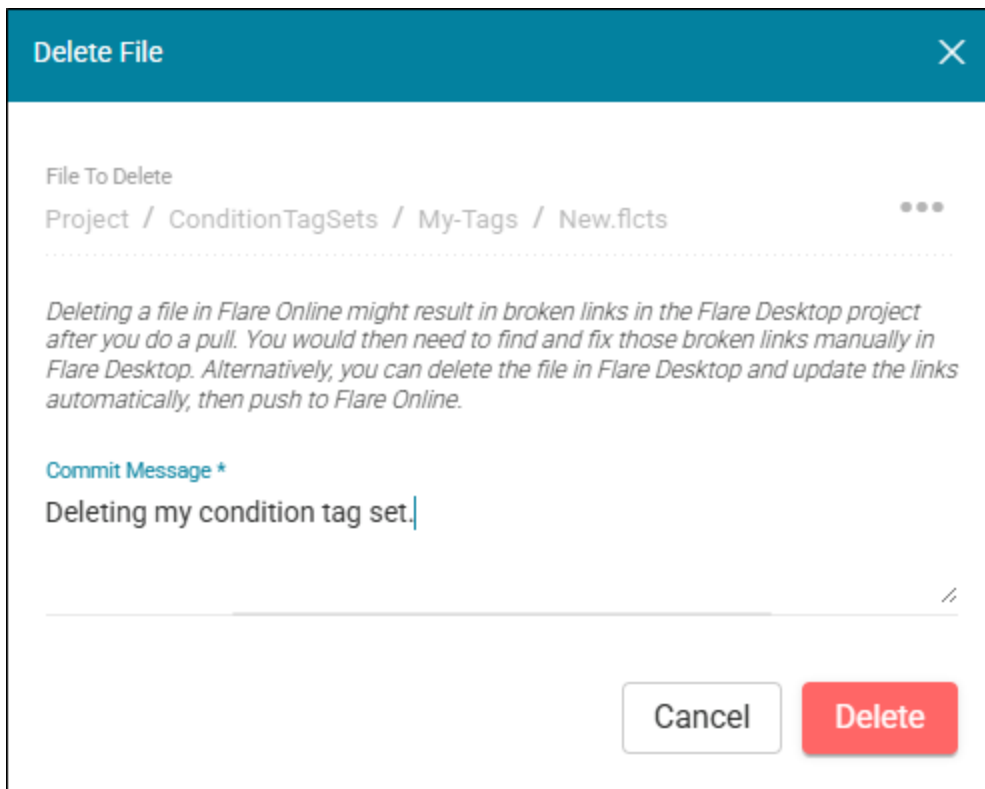 Delete File
File To Delete
Project / ConditionTagSets / My-Tags / New.flcts
Deleting a file in Flare Online might result in broken links in the Flare Desktop project
after you do a pull. You would then need to find and fix those broken links manually in
Flare Desktop. Alternatively, you can delete the file in Flare Desktop and update the links
automatically, then push to Flare Online.
Commit Message *
Deleting my condition tag set.
Cancel
Delete